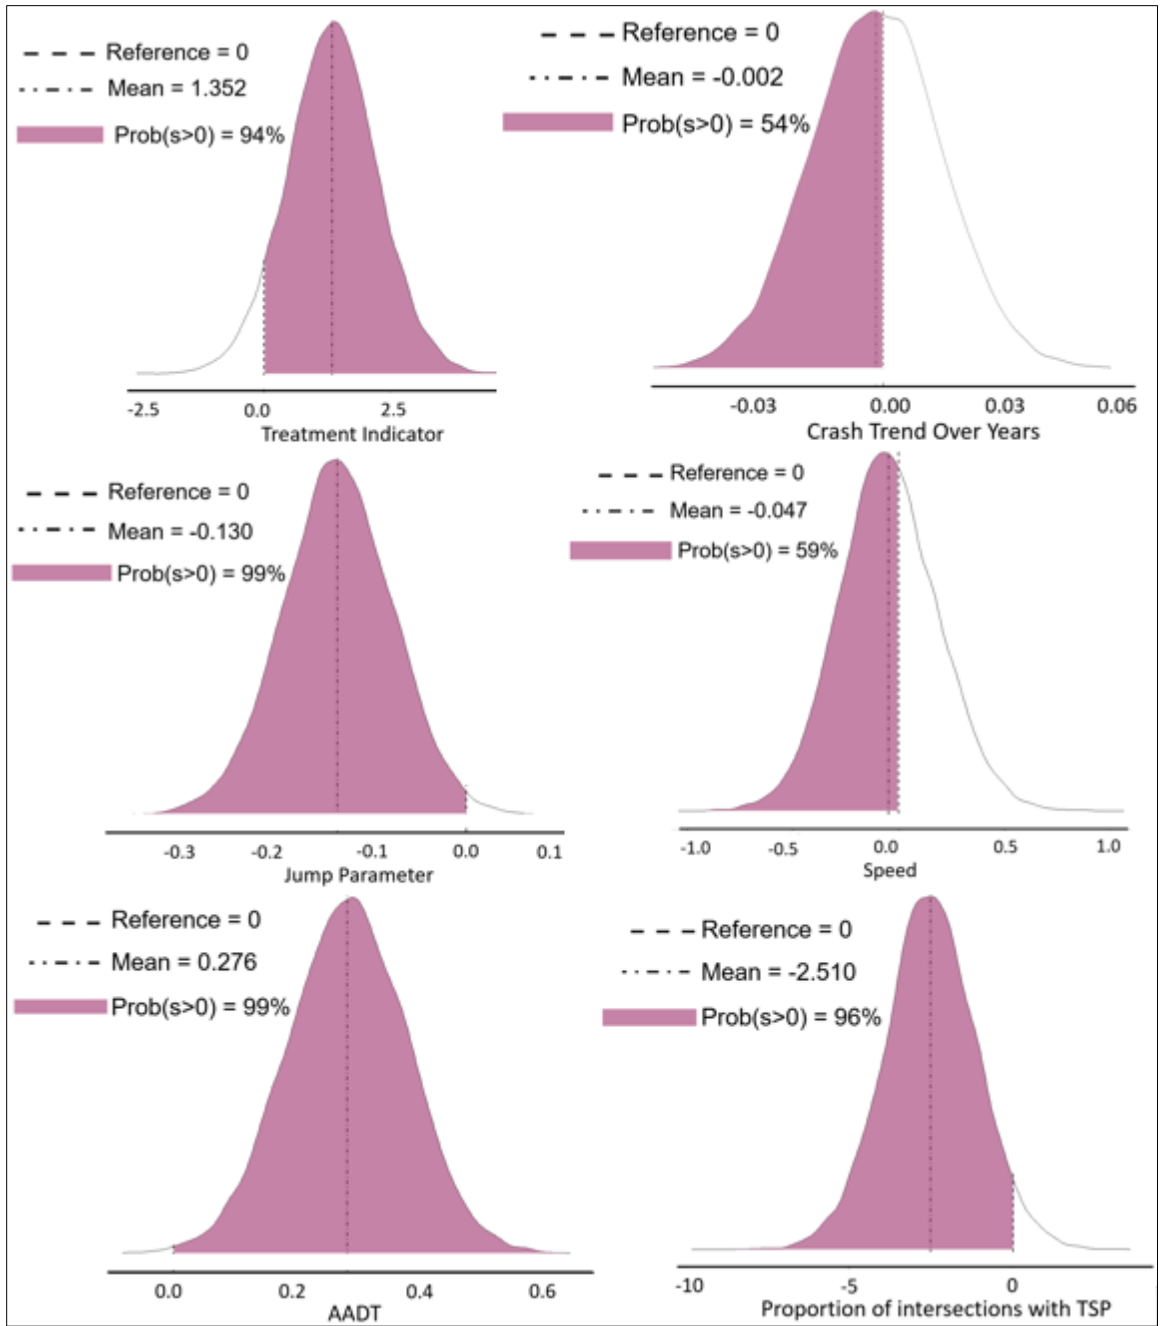 Reference = 0
Mean = 1.352
Prob(s>0) = 94%
-2.5 0.0 2.5
Treatment Indicator
Reference = 0
Mean = -0.002
Prob(s>0) = 54%
-0.03 0.00 0.03 0.06
Crash Trend Over Years
Reference = 0
Mean = -0.130
Prob(s>0) = 99%
-0.3 -0.2 -0.1 0.0 0.1
Jump Parameter
Reference = 0
Mean = -0.047
Prob(s>0) = 59%
-1.0 -0.5 0.0 0.5 1.0
Speed
Reference = 0
Mean = 0.276
Prob(s>0) = 99%
0.0 0.2 0.4 0.6
AADT
Reference = 0
Mean = -2.510
Prob(s>0) = 96%
-10 -5 0
Proportion of intersections with TSP